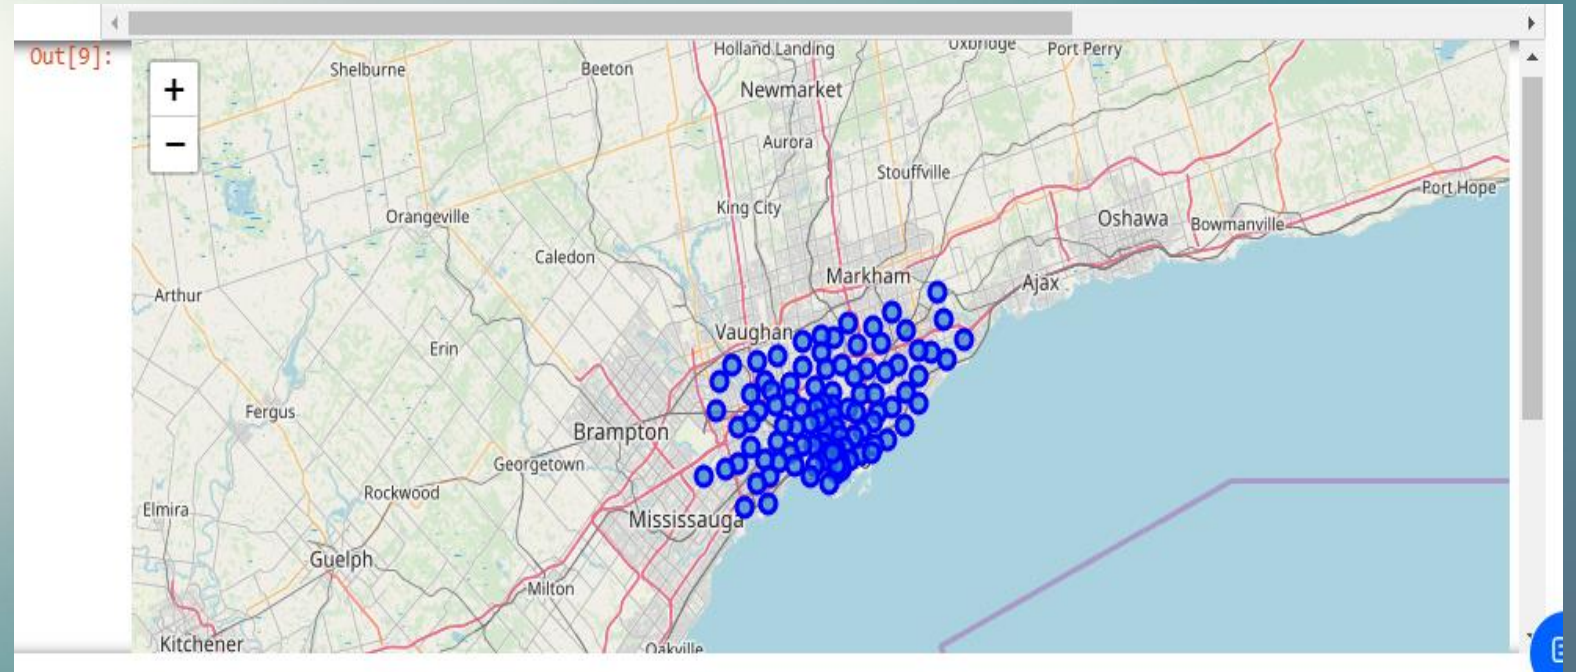 Out[9]:
+
−
Holland Landing
Uxbridge
Port Perry
Shelburne
Beeton
Newmarket
Aurora
Stouffville
Port Hope
King City
Orangeville
Oshawa
Bowmanville
Caledon
Markham
Ajax
Arthur
Vaughan
Erin
Fergus
Brampton
Georgetown
Rockwood
Elmira
Mississauga
Guelph
Milton
Kitchener
Oakville